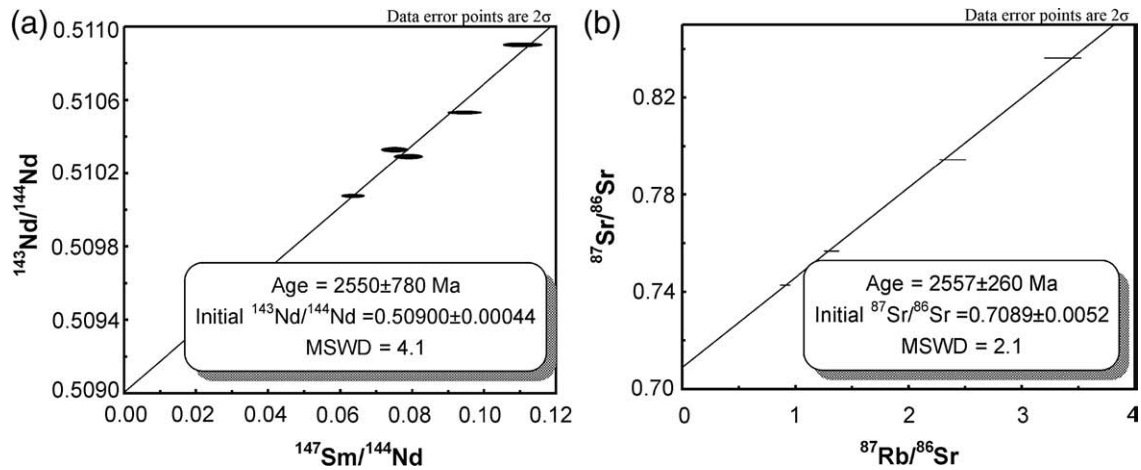 (a)
Data error points are 2σ
0.5110
0.5106
0.5102
0.5098
0.5094
0.5090
¹⁴³Nd/¹⁴⁴Nd
Age = 2550±780 Ma
Initial ¹⁴³Nd/¹⁴⁴Nd =0.50900±0.00044
MSWD = 4.1
0.00 0.02 0.04 0.06 0.08 0.10 0.12
¹⁴⁷Sm/¹⁴⁴Nd
(b)
Data error points are 2σ
0.82
0.78
0.74
0.70
⁸⁷Sr/⁸⁶Sr
Age = 2557±260 Ma
Initial ⁸⁷Sr/⁸⁶Sr=0.7089±0.0052
MSWD = 2.1
0 1 2 3 4
⁸⁷Rb/⁸⁶Sr